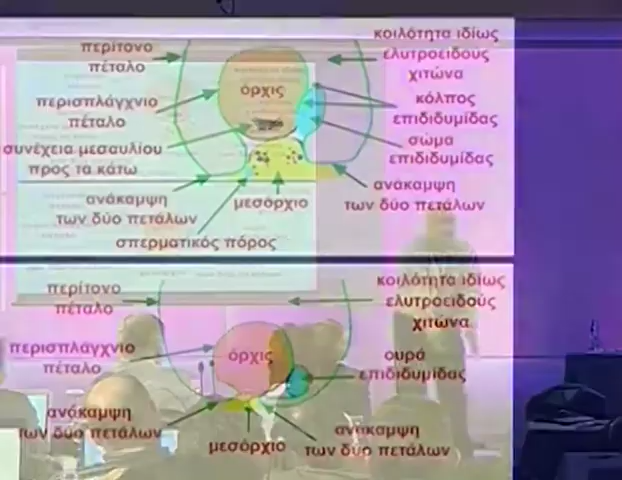 περίτονο
πέταλο
κοιλότητα ιδίως
ελυτροειδούς
χιτώνα
όρχις
περισπλάγχνιο
πέταλο
κόλπος
επιδιδυμίδας
συνέχεια μεσαυλίου
προς τα κάτω
σώμα
επιδιδυμίδας
ανάκαμψη
των δύο πετάλων
μεσόρχιο
ανάκαμψη
των δύο πετάλων
σπερματικός πόρος
περίτονο
πέταλο
κοιλότητα ιδίως
ελυτροειδούς
χιτώνα
περισπλάγχνιο
πέταλο
όρχις
ουρά
επιδιδυμίδας
ανάκαμψη
των δύο πετάλων
μεσόρχιο
ανάκαμψη
των δύο πετάλων